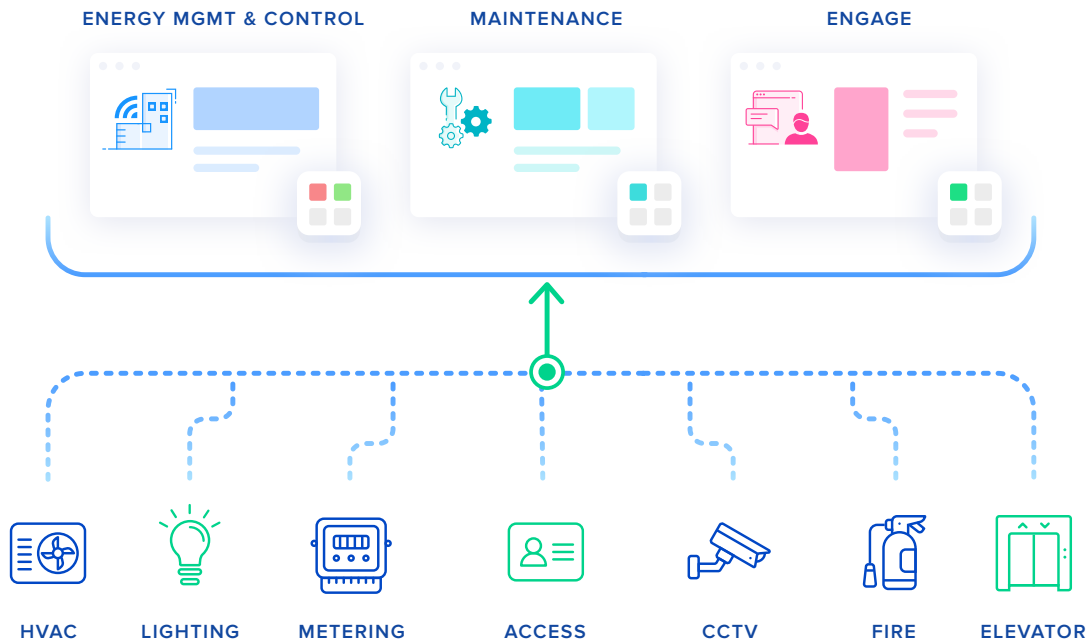 ENERGY MGMT & CONTROL
MAINTENANCE
ENGAGE
HVAC
LIGHTING
METERING
ACCESS
CCTV
FIRE
ELEVATOR